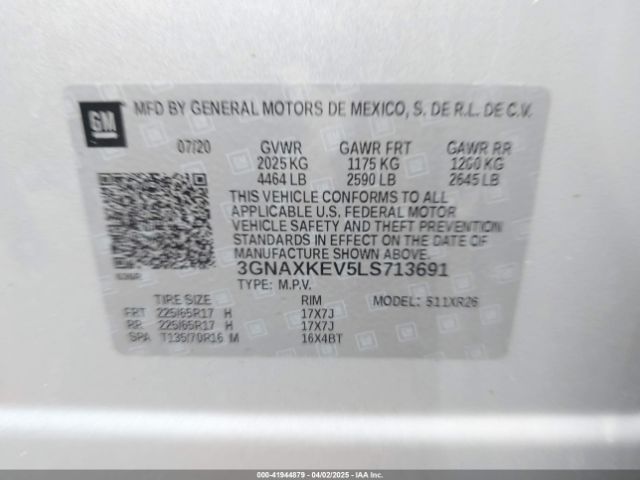 GM
MFD BY GENERAL MOTORS DE MEXICO, S. DE R.L. DE C.V.
07/20 GVWR GAWR FRT GAWR RR
2025 KG 1175 KG 1200 KG
4464 LB 2590 LB 2645 LB
THIS VEHICLE CONFORMS TO ALL
APPLICABLE U.S. FEDERAL MOTOR
VEHICLE SAFETY AND THEFT PREVENTION
STANDARDS IN EFFECT ON THE DATE OF
MANUFACTURE SHOWN ABOVE.
3GNAXKEV5LS713691
TYPE: M.P.V.
TIRE SIZE RIM MODEL: 511XR26
FRT 225/65R17 H 17X7J
RR 225/65R17 H 17X7J
SPA T135/70R16 M 16X4BT
000-41944879 04/02/2025 IAA Inc.